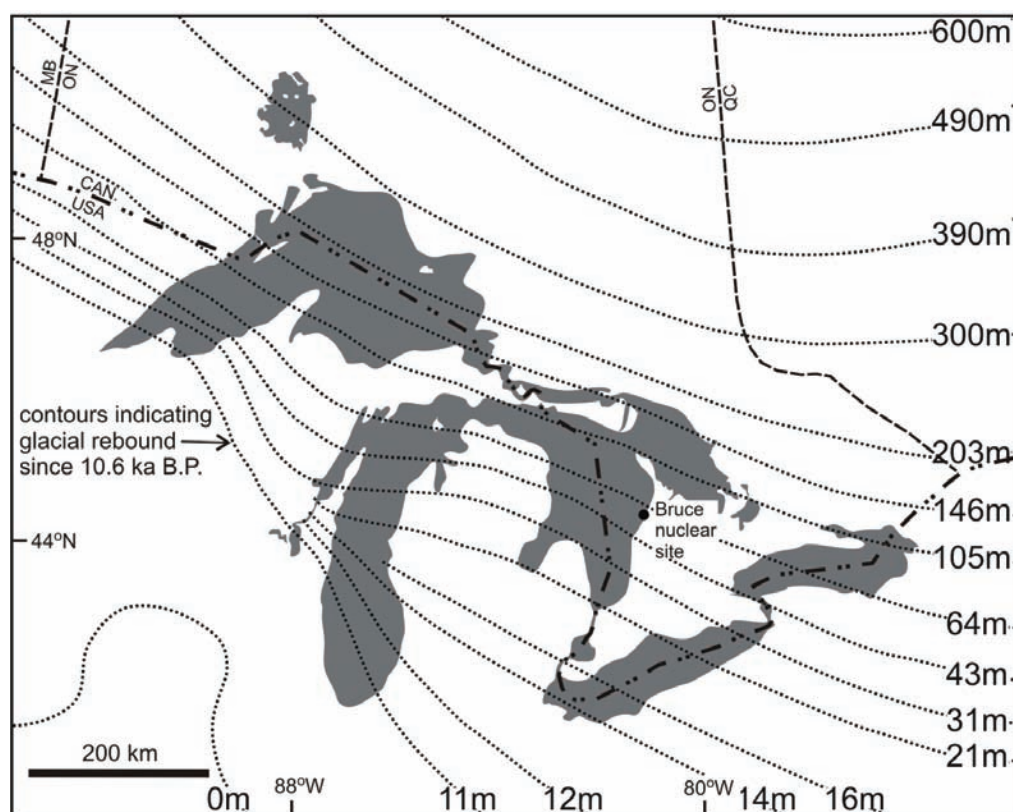 600m
MB
ON
ON
QC
490m
CAN
USA
48°N
390m
300m
contours indicating
glacial rebound
since 10.6 ka B.P.
203m
146m
Bruce
nuclear
site
44°N
105m
64m
43m
31m
21m
200 km
88°W
80°W
0m
11m
12m
14m
16m